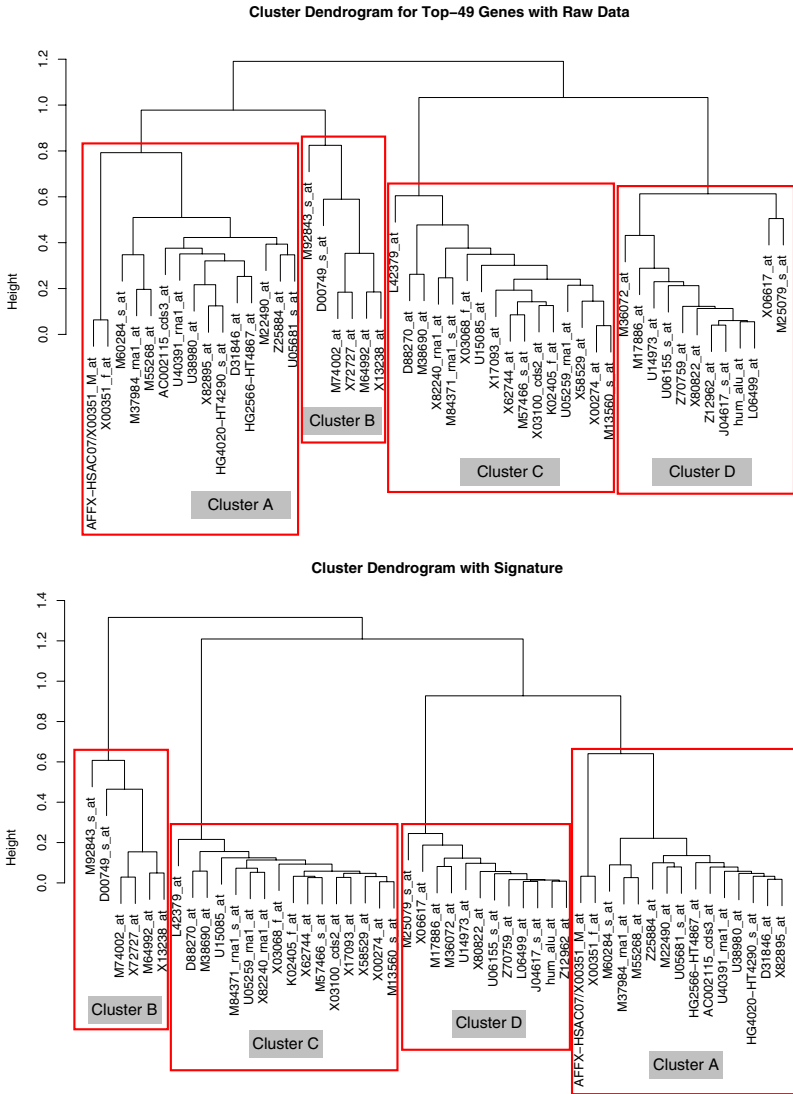 Cluster Dendrogram for Top−49 Genes with Raw Data
Height
0.0
0.2
0.4
0.6
0.8
1.0
1.2
AFFX−HSAC07/X00351_M_at
X00351_f_at
M60284_s_at
M37984_rna1_at
M55268_at
AC002115_cds3_at
U40391_rna1_at
U38980_at
X82895_at
HG4020−HT4290_s_at
D31846_at
HG2566−HT4867_at
M22490_at
Z25884_at
U05681_s_at
M92843_s_at
D00749_s_at
M74002_at
X72727_at
M64992_at
X13238_at
L42379_at
D88270_at
M38690_at
X82240_rna1_at
M84371_rna1_s_at
X03068_f_at
U15085_at
X17093_at
X62744_at
M57466_s_at
X03100_cds2_at
K02405_f_at
U05259_rna1_at
X58529_at
X00274_at
M13560_s_at
M36072_at
M17886_at
U14973_at
U06155_s_at
Z70759_at
X80822_at
Z12962_at
J04617_s_at
hum_alu_at
L06499_at
X06617_at
M25079_s_at
Cluster A
Cluster B
Cluster C
Cluster D
Cluster Dendrogram with Signature
Height
0.0
0.2
0.4
0.6
0.8
1.0
1.2
1.4
M92843_s_at
D00749_s_at
M74002_at
X72727_at
M64992_at
X13238_at
L42379_at
D88270_at
M38690_at
U15085_at
M84371_rna1_s_at
U05259_rna1_at
X82240_rna1_at
X03068_f_at
K02405_f_at
X62744_at
M57466_s_at
X03100_cds2_at
X17093_at
X58529_at
X00274_at
M13560_s_at
M25079_s_at
X06617_at
M17886_at
M36072_at
U14973_at
X80822_at
U06155_s_at
Z70759_at
L06499_at
J04617_s_at
hum_alu_at
Z12962_at
AFFX−HSAC07/X00351_M_at
X00351_f_at
M60284_s_at
M37984_rna1_at
M55268_at
Z25884_at
M22490_at
U05681_s_at
HG2566−HT4867_at
AC002115_cds3_at
U40391_rna1_at
U38980_at
HG4020−HT4290_s_at
D31846_at
X82895_at
Cluster B
Cluster C
Cluster D
Cluster A